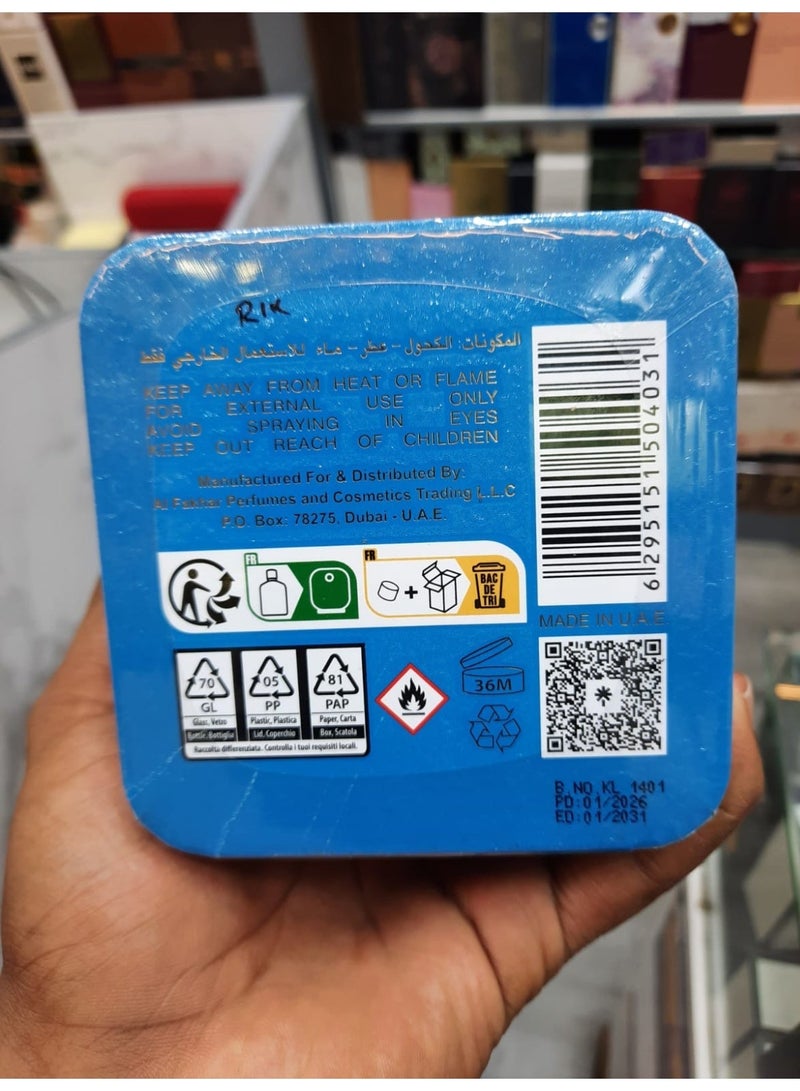 RIK
المكونات: الكحول - عطر - ماء للاستعمال الخارجي فقط
KEEP AWAY FROM HEAT OR FLAME
FOR EXTERNAL USE ONLY
AVOID SPRAYING IN EYES
KEEP OUT REACH OF CHILDREN
Manufactured For & Distributed By:
Al Fakhar Perfumes and Cosmetics Trading L.L.C
P.O. Box: 78275, Dubai - U.A.E.
6 295151 504031
MADE IN U.A.E
FR
FR
BAC
DE
TRI
70
GL
Glass, Vetro
Bottle, Bottiglia
05
PP
Plastic, Plastica
Lid, Coperchio
81
PAP
Paper, Carta
Box, Scatola
Raccolta differenziata. Controlla i tuoi requisiti locali.
36M
B.NO.KL 1401
PD:01/2026
ED:01/2031